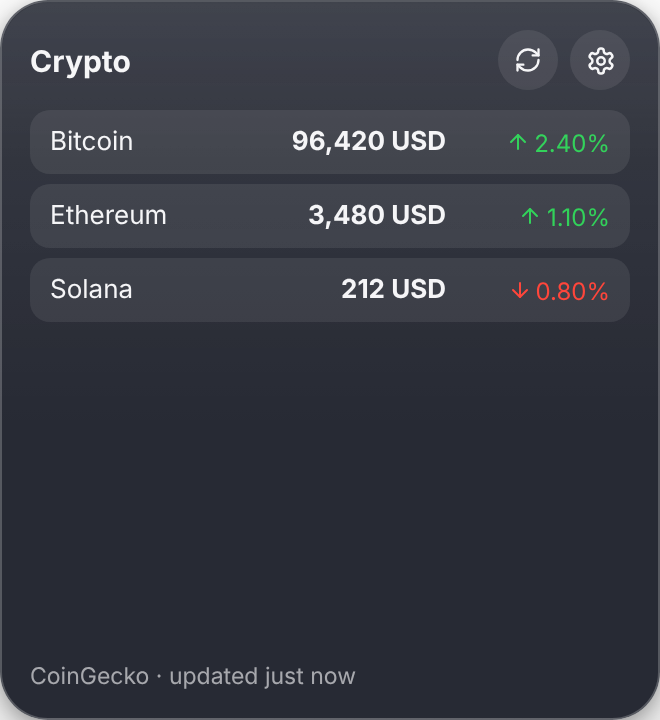 Crypto
Bitcoin 96,420 USD ↑ 2.40%
Ethereum 3,480 USD ↑ 1.10%
Solana 212 USD ↓ 0.80%
CoinGecko · updated just now